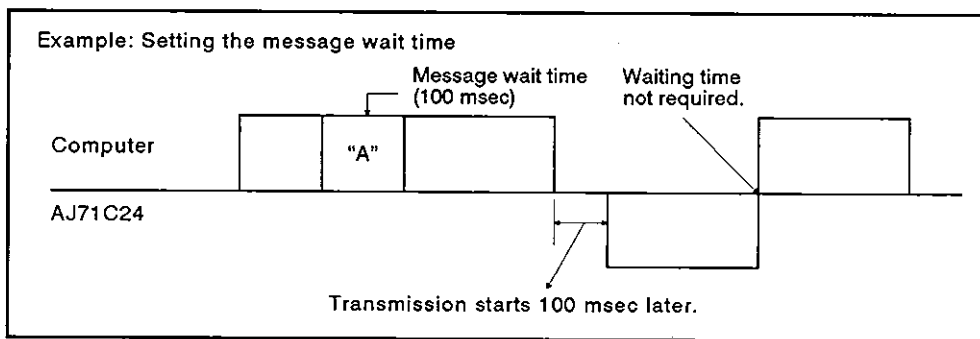 Example: Setting the message wait time
Message wait time
(100 msec)
Waiting time
not required.
Computer
"A"
AJ71C24
Transmission starts 100 msec later.